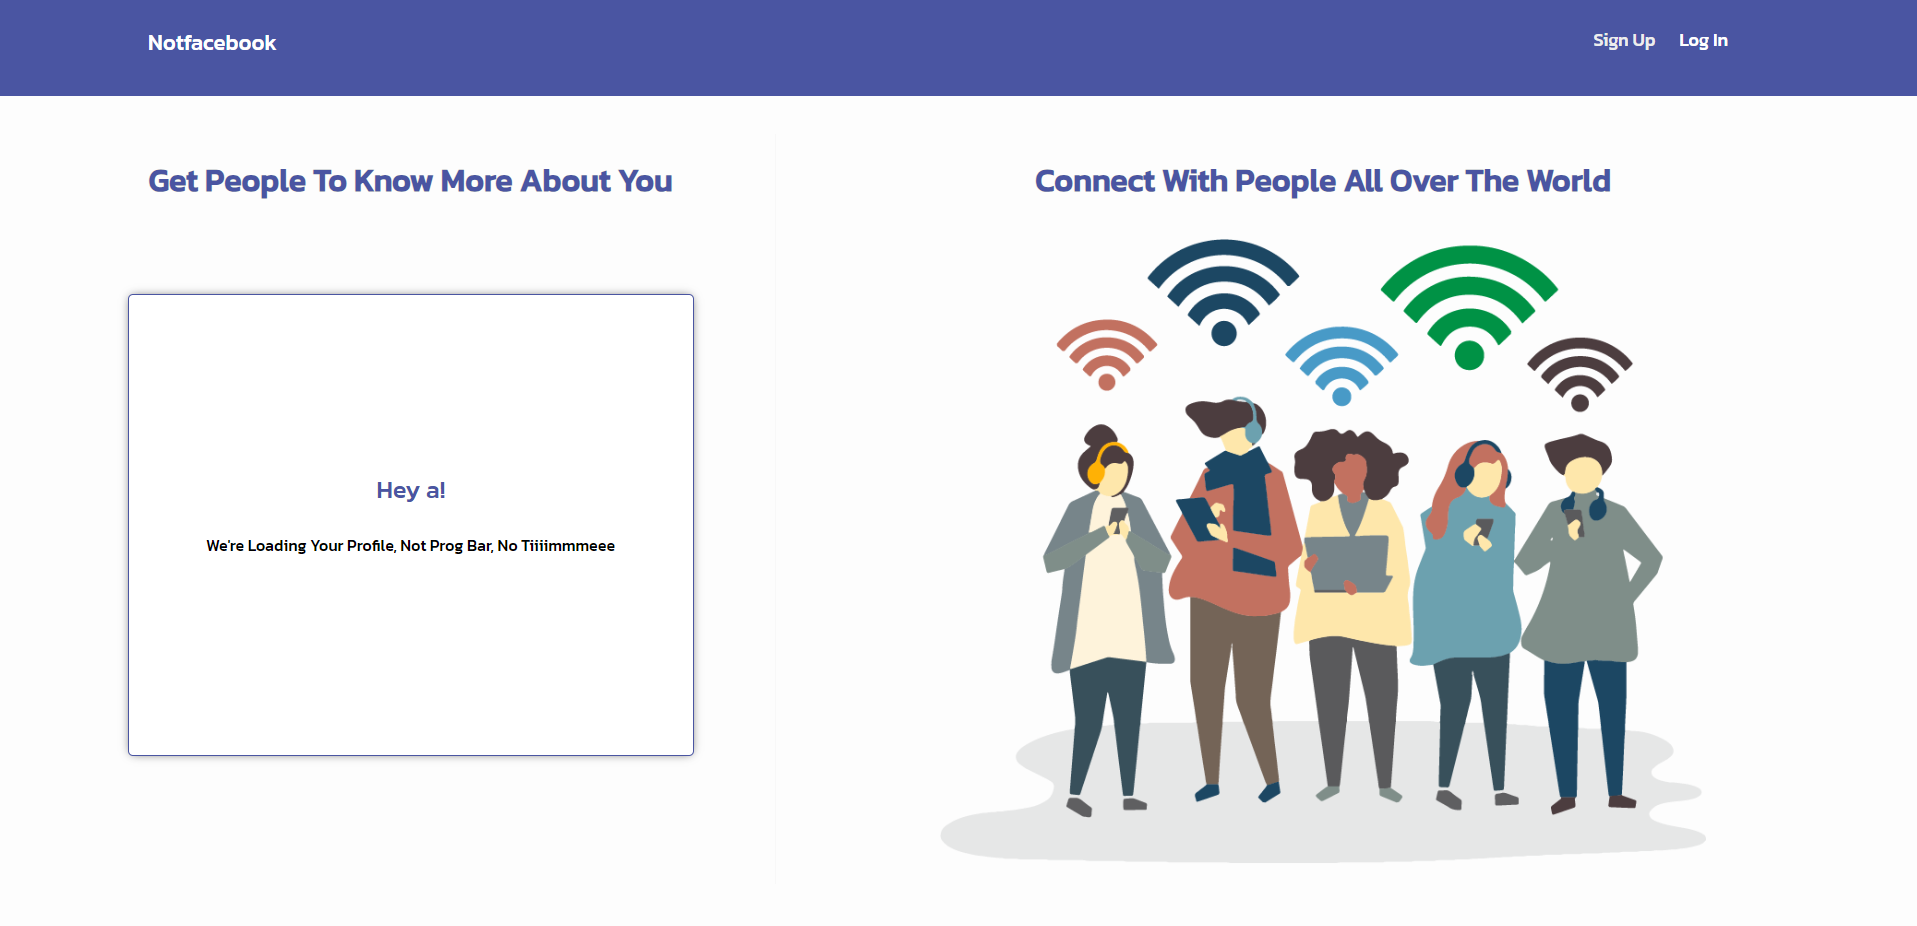 Notfacebook
Sign Up
Log In
Get People To Know More About You
Connect With People All Over The World
Hey a!
We're Loading Your Profile, Not Prog Bar, No Tiiiimmmeee